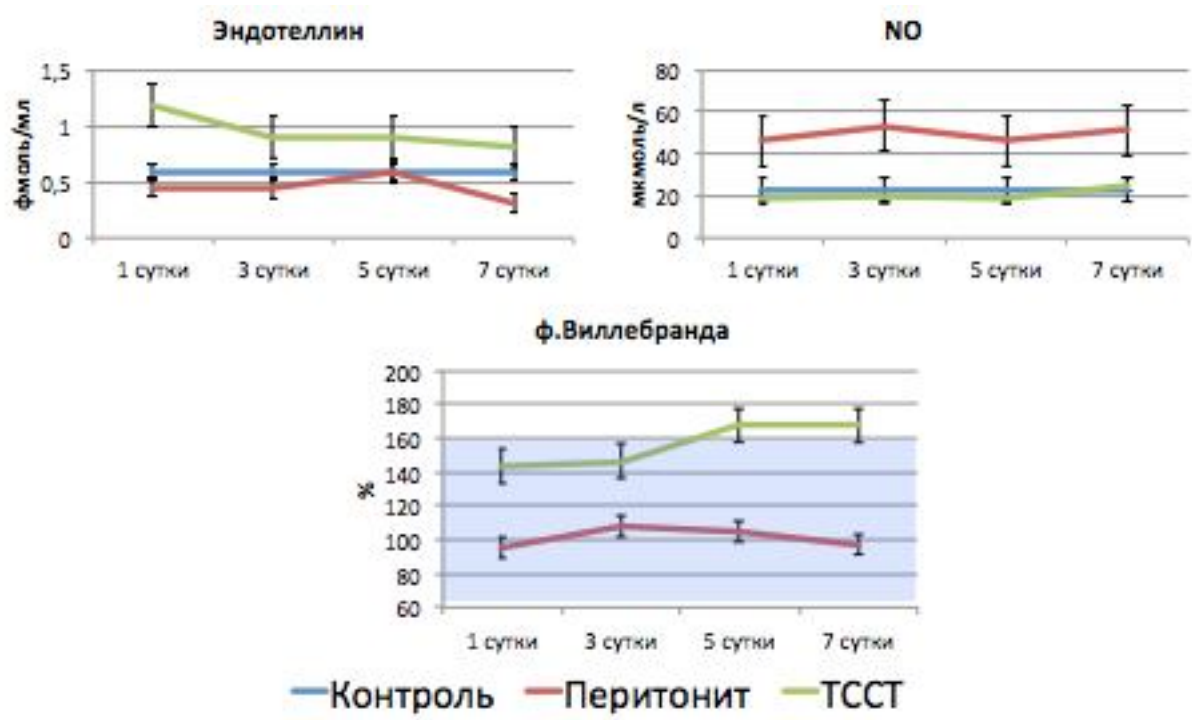 Эндотеллин
фмоль/мл
1,5
1
0,5
0
1 сутки 3 сутки 5 сутки 7 сутки
NO
мкмоль/л
80
60
40
20
0
1 сутки 3 сутки 5 сутки 7 сутки
ф.Виллебранда
%
200
180
160
140
120
100
80
60
1 сутки 3 сутки 5 сутки 7 сутки
Контроль Перитонит ТССТ